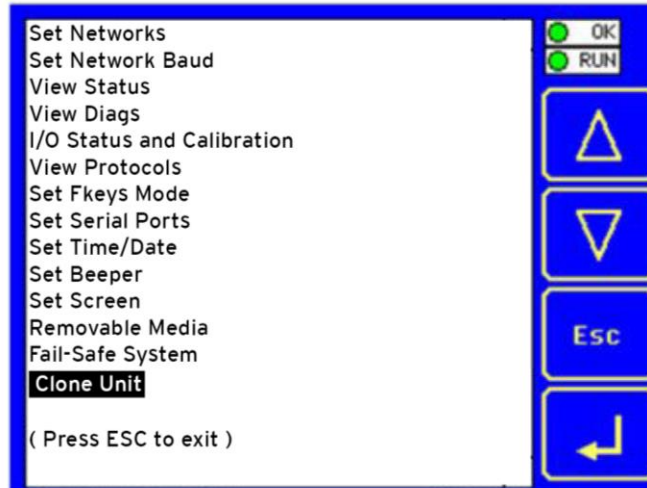 Set Networks
Set Network Baud
View Status
View Diags
I/O Status and Calibration
View Protocols
Set Fkeys Mode
Set Serial Ports
Set Time/Date
Set Beeper
Set Screen
Removable Media
Fail-Safe System
Clone Unit
( Press ESC to exit )
OK
RUN
Esc